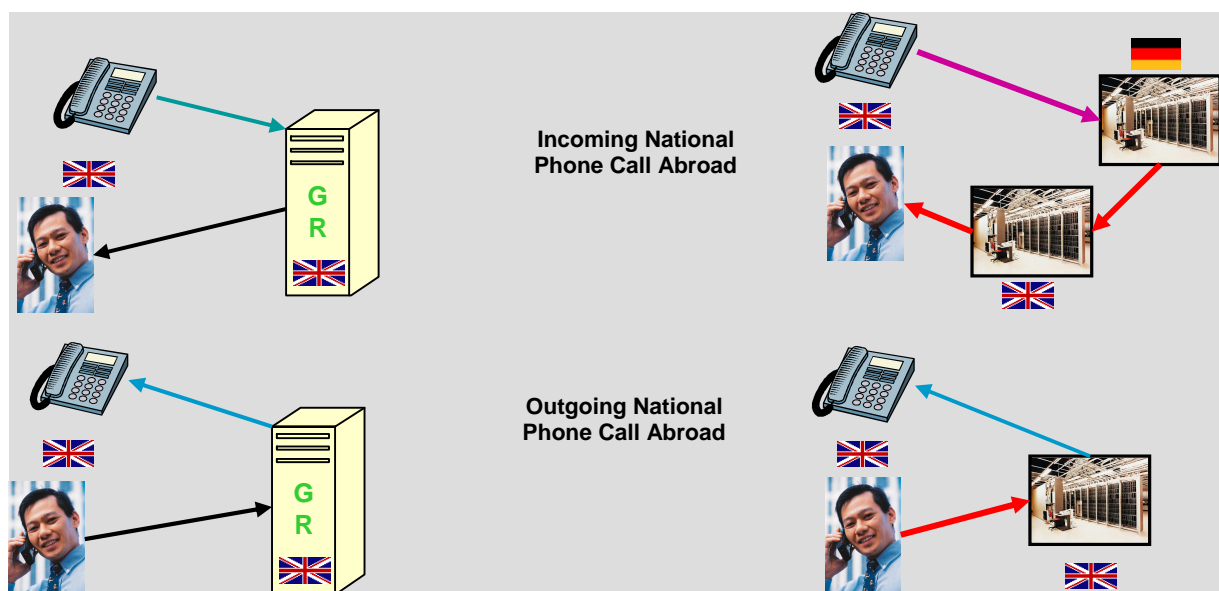 G
R
Incoming National
Phone Call Abroad
G
R
Outgoing National
Phone Call Abroad